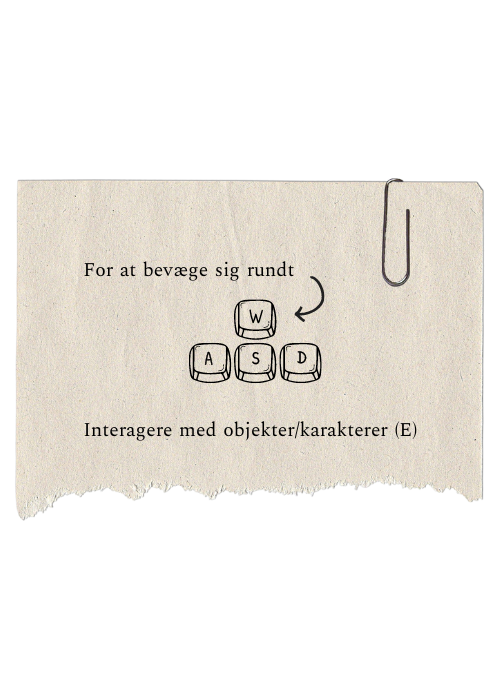 For at bevæge sig rundt
W
A S D
Interagere med objekter/karakterer (E)